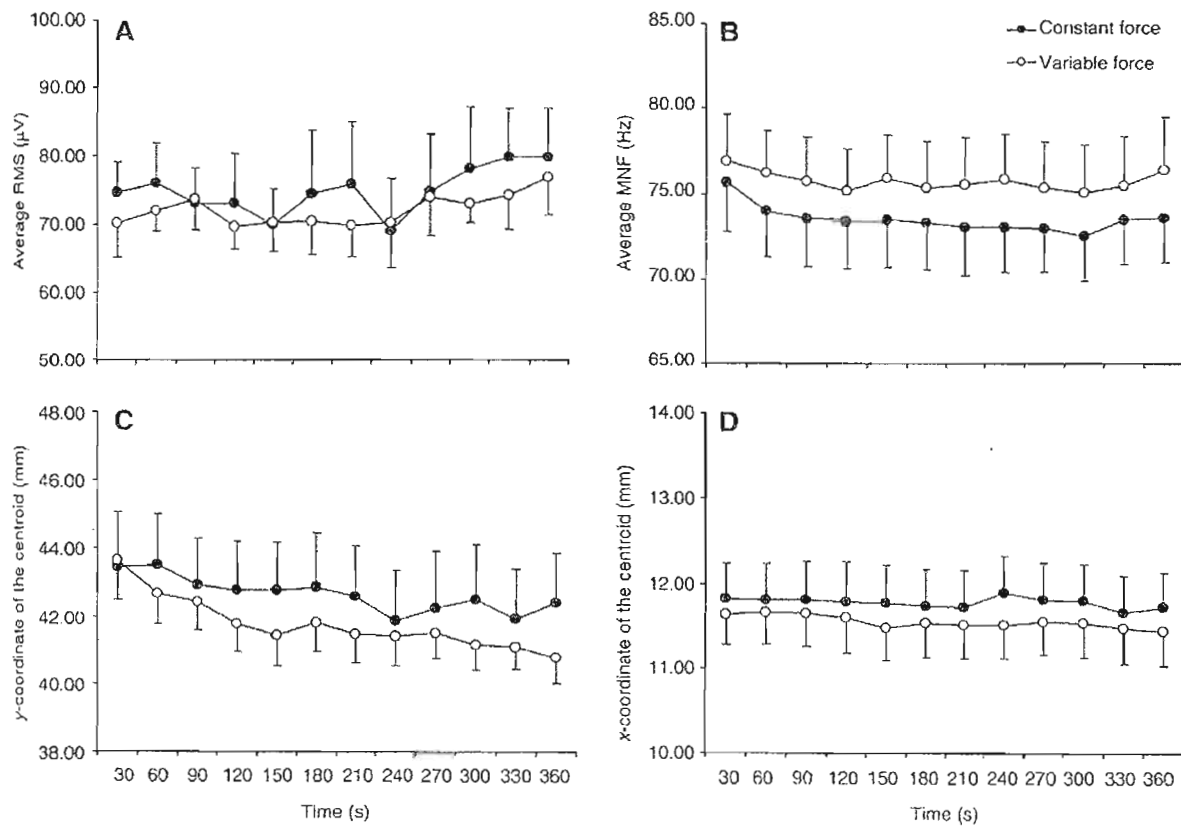 A
Average RMS (µV)
100.00
90.00
80.00
70.00
60.00
50.00
B
Constant force
Variable force
Average MNF (Hz)
85.00
80.00
75.00
70.00
65.00
C
y-coordinate of the centroid (mm)
48.00
46.00
44.00
42.00
40.00
38.00
30 60 90 120 150 180 210 240 270 300 330 360
Time (s)
D
x-coordinate of the centroid (mm)
14.00
13.00
12.00
11.00
10.00
30 60 90 120 150 180 210 240 270 300 330 360
Time (s)